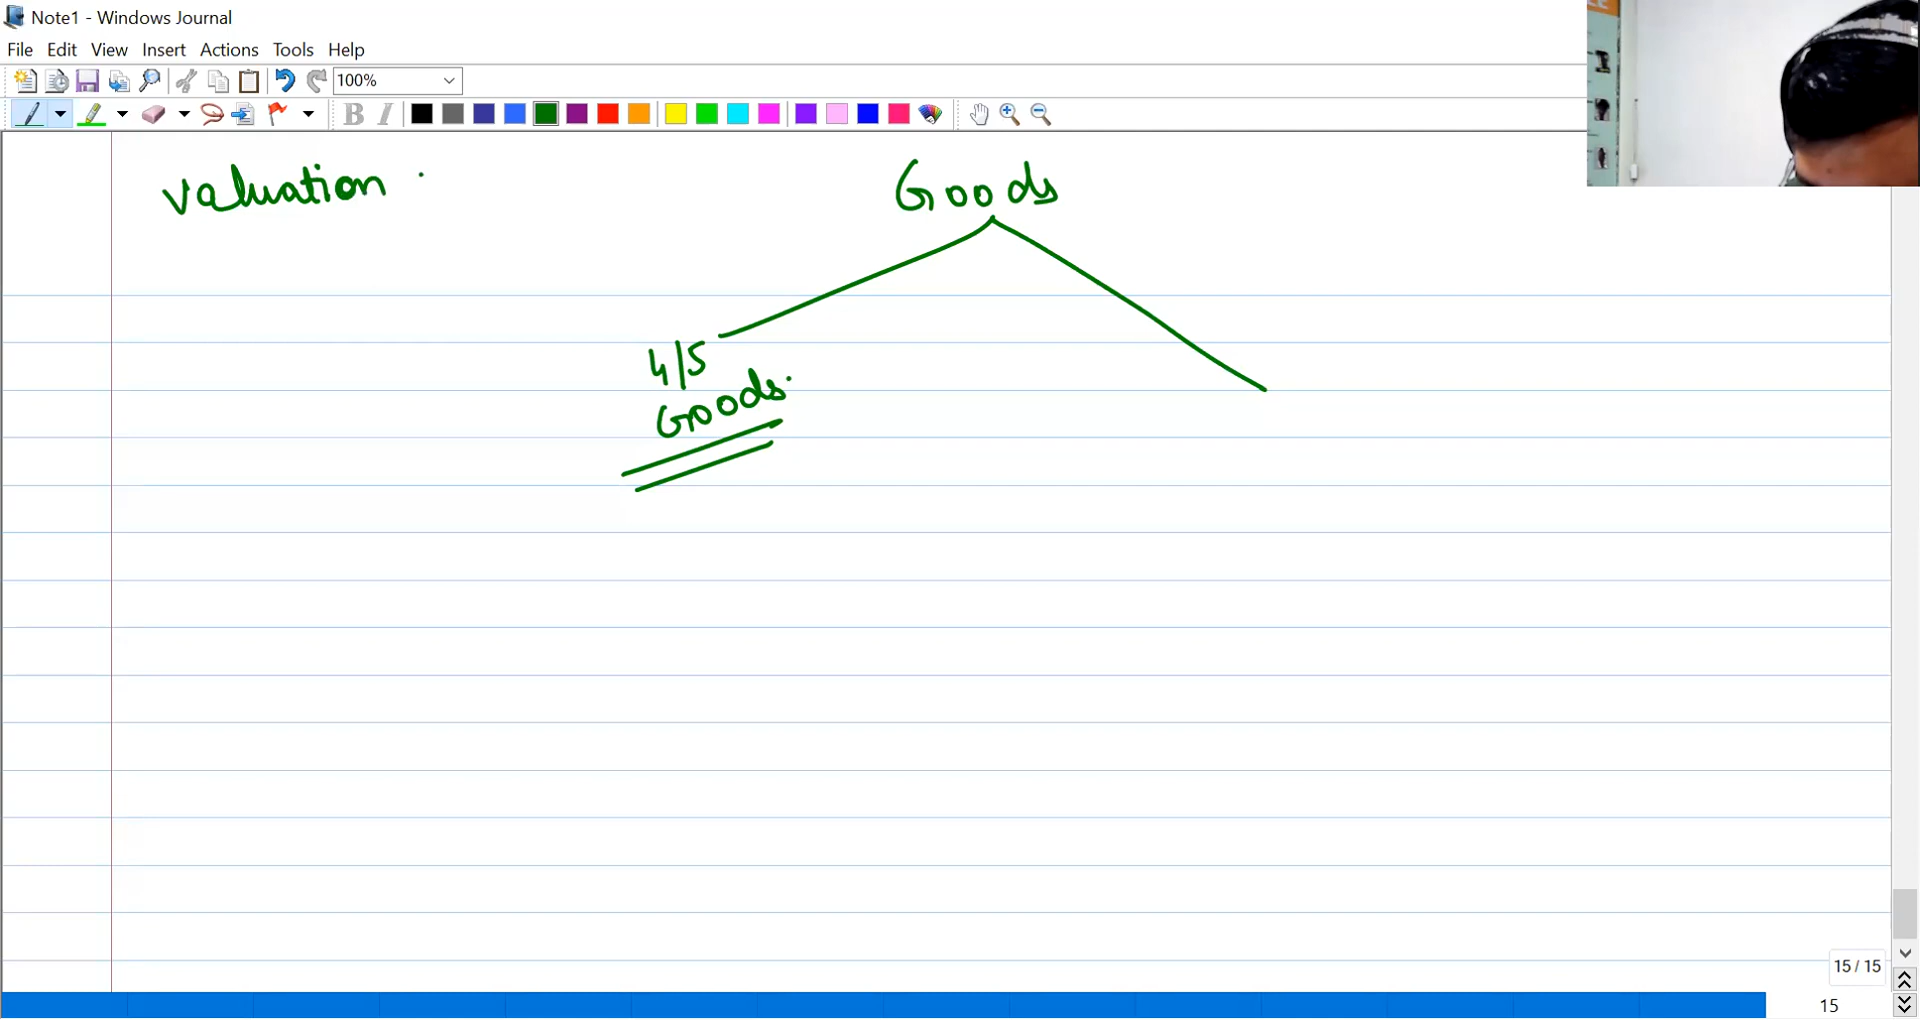 Note1 - Windows Journal
File Edit View Insert Actions Tools Help
100%
B I
valuation .
Goods
4/5
Goods.
15 / 15
15